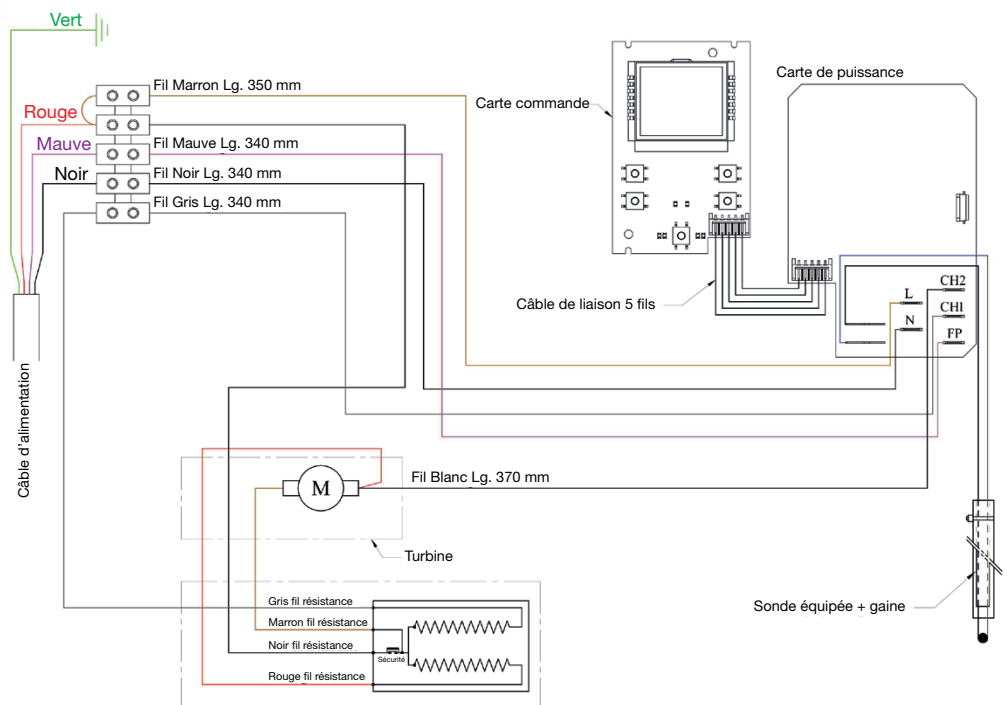 Vert
Fil Marron Lg. 350 mm
Carte de puissance
Carte commande
Rouge
Mauve
Fil Mauve Lg. 340 mm
Noir
Fil Noir Lg. 340 mm
Fil Gris Lg. 340 mm
CH2
L
Câble de liaison 5 fils
CH1
N
FP
Câble d'alimentation
M
Fil Blanc Lg. 370 mm
Turbine
Gris fil résistance
Sonde équipée + gaine
Marron fil résistance
Noir fil résistance
Sécurité
Rouge fil résistance